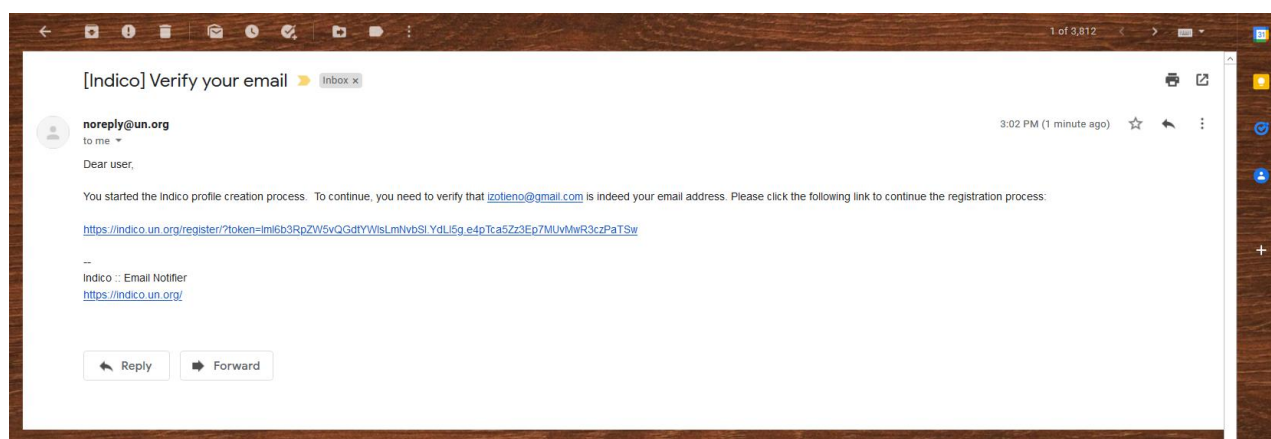 1 of 3,812
31
[Indico] Verify your email Inbox x
noreply@un.org
3:02 PM (1 minute ago)
to me
Dear user,
You started the Indico profile creation process. To continue, you need to verify that izotieno@gmail.com is indeed your email address. Please click the following link to continue the registration process:
https://indico.un.org/register/?token=Iml6b3RpZW5vQGdtYWlsLmNvbSI.YdLI5g.e4pTca5Zz3Ep7MUvMwR3czPaTSw
--
Indico :: Email Notifier
https://indico.un.org/
Reply Forward